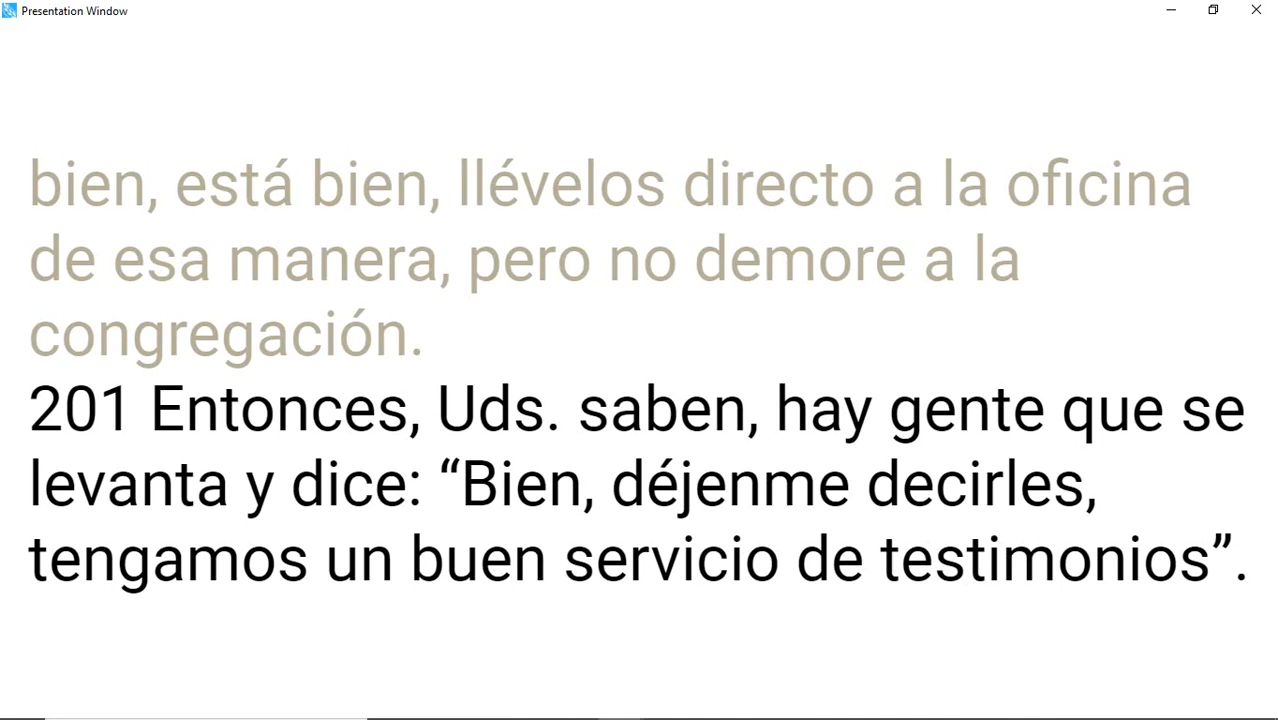 Presentation Window
bien, está bien, llévelos directo a la oficina
de esa manera, pero no demore a la
congregación.
201 Entonces, Uds. saben, hay gente que se
levanta y dice: “Bien, déjenme decirles,
tengamos un buen servicio de testimonios”.